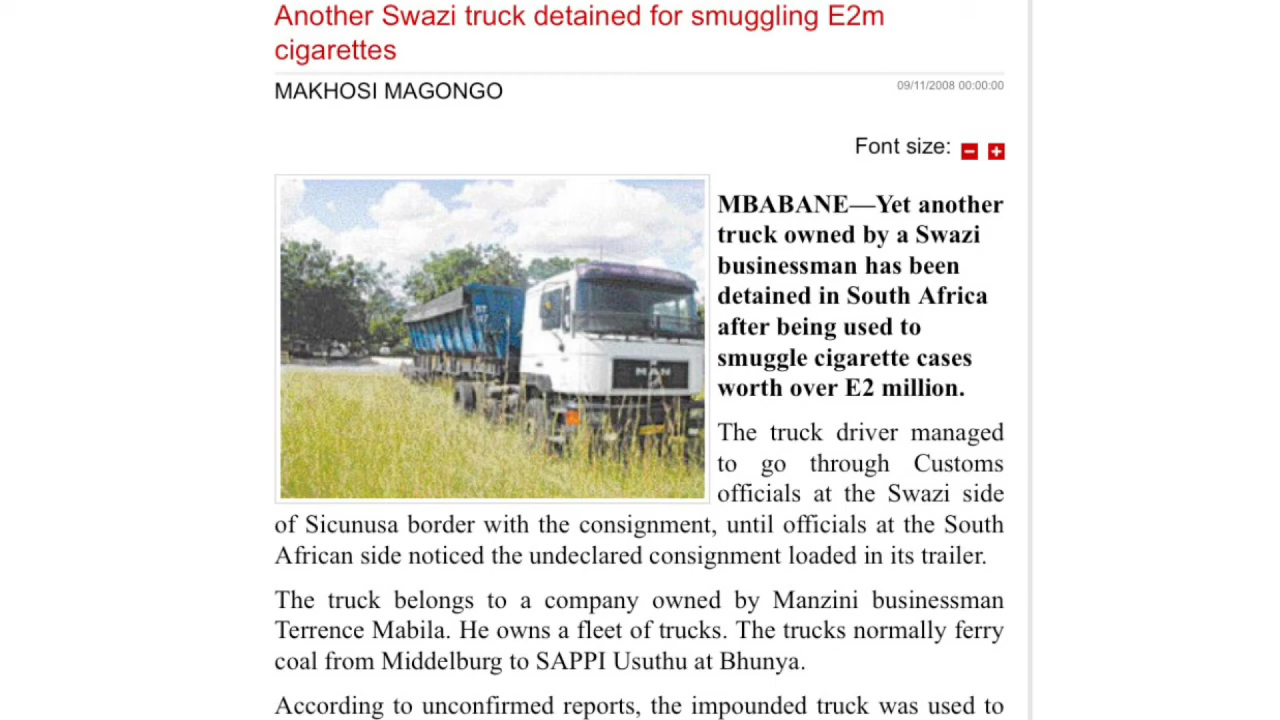 Another Swazi truck detained for smuggling E2m
cigarettes
MAKHOSI MAGONGO
09/11/2008 00:00:00
Font size:
MAN
MBABANE—Yet another
truck owned by a Swazi
businessman has been
detained in South Africa
after being used to
smuggle cigarette cases
worth over E2 million.
The truck driver managed
to go through Customs
officials at the Swazi side
of Sicunusa border with the consignment, until officials at the South
African side noticed the undeclared consignment loaded in its trailer.
The truck belongs to a company owned by Manzini businessman
Terrence Mabila. He owns a fleet of trucks. The trucks normally ferry
coal from Middelburg to SAPPI Usuthu at Bhunya.
According to unconfirmed reports, the impounded truck was used to